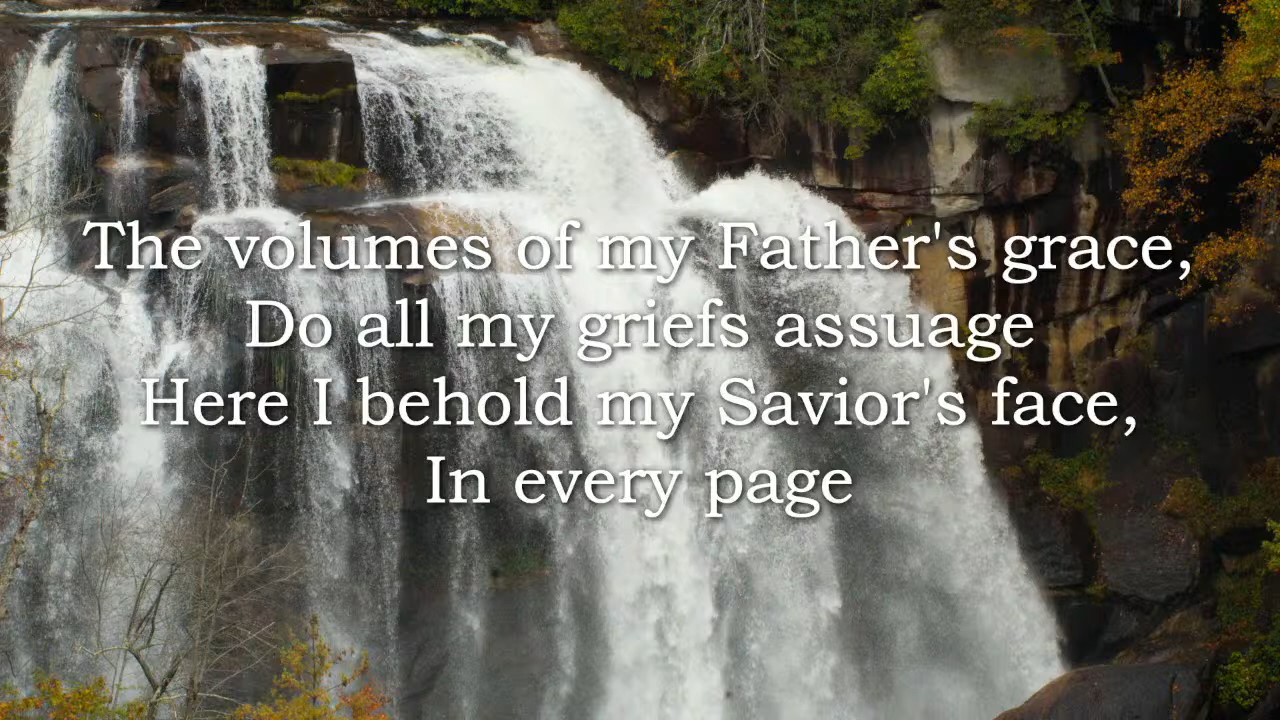 The volumes of my Father's grace,
Do all my griefs assuage
Here I behold my Savior's face,
In every page